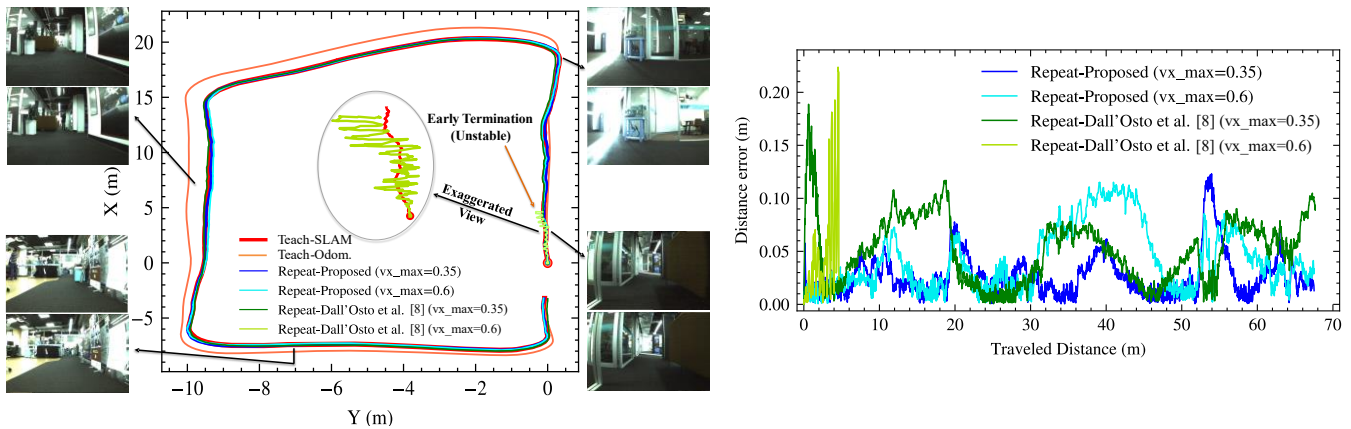 20
15
10
5
0
−5
X (m)
Early Termination
(Unstable)
Exaggerated
View
Teach-SLAM
Teach-Odom.
Repeat-Proposed (vx_max=0.35)
Repeat-Proposed (vx_max=0.6)
Repeat-Dall'Osto et al. [8] (vx_max=0.35)
Repeat-Dall'Osto et al. [8] (vx_max=0.6)
−10 −8 −6 −4 −2 0
Y (m)
Repeat-Proposed (vx_max=0.35)
Repeat-Proposed (vx_max=0.6)
Repeat-Dall'Osto et al. [8] (vx_max=0.35)
Repeat-Dall'Osto et al. [8] (vx_max=0.6)
0.20
0.15
0.10
0.05
0.00
Distance error (m)
0 10 20 30 40 50 60 70
Traveled Distance (m)